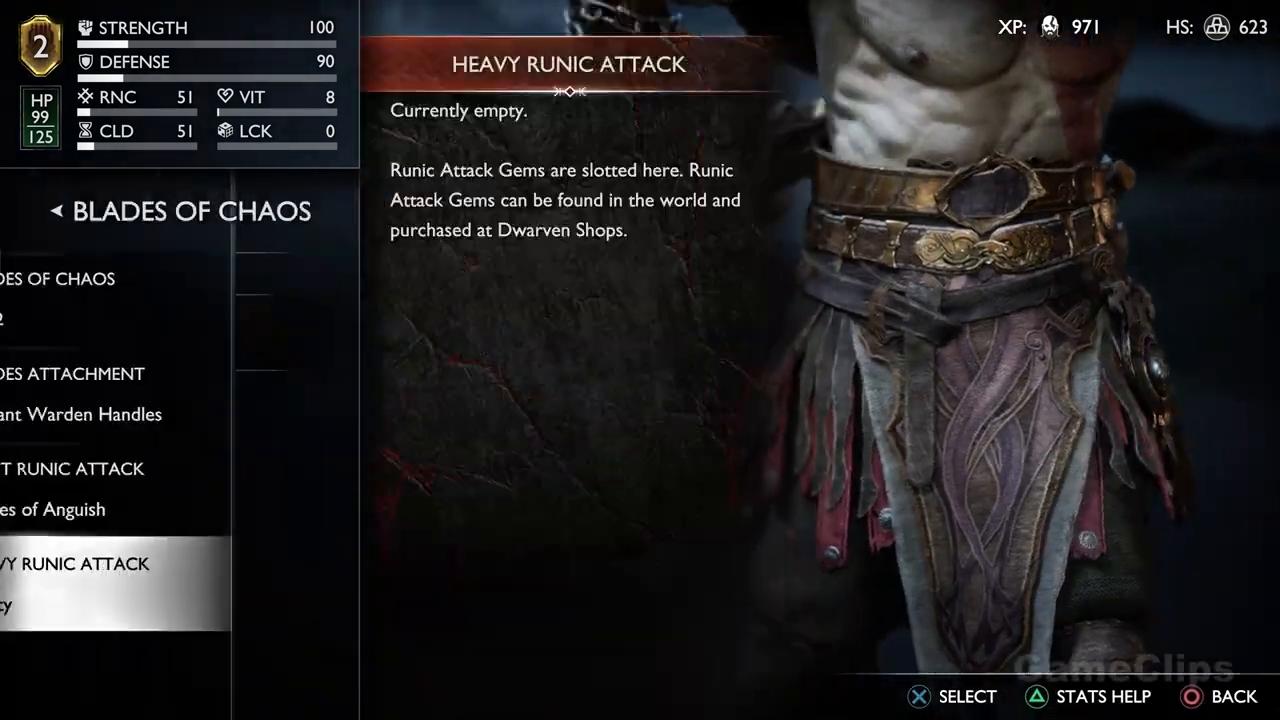 2
STRENGTH 100
DEFENSE 90
HP
99
125
RNC 51
VIT 8
CLD 51
LCK 0
XP: 971
HS: 623
BLADES OF CHAOS
DES OF CHAOS
2
DES ATTACHMENT
ant Warden Handles
T RUNIC ATTACK
es of Anguish
VY RUNIC ATTACK
ty
HEAVY RUNIC ATTACK
Currently empty.
Runic Attack Gems are slotted here. Runic
Attack Gems can be found in the world and
purchased at Dwarven Shops.
GameClips
SELECT
STATS HELP
BACK